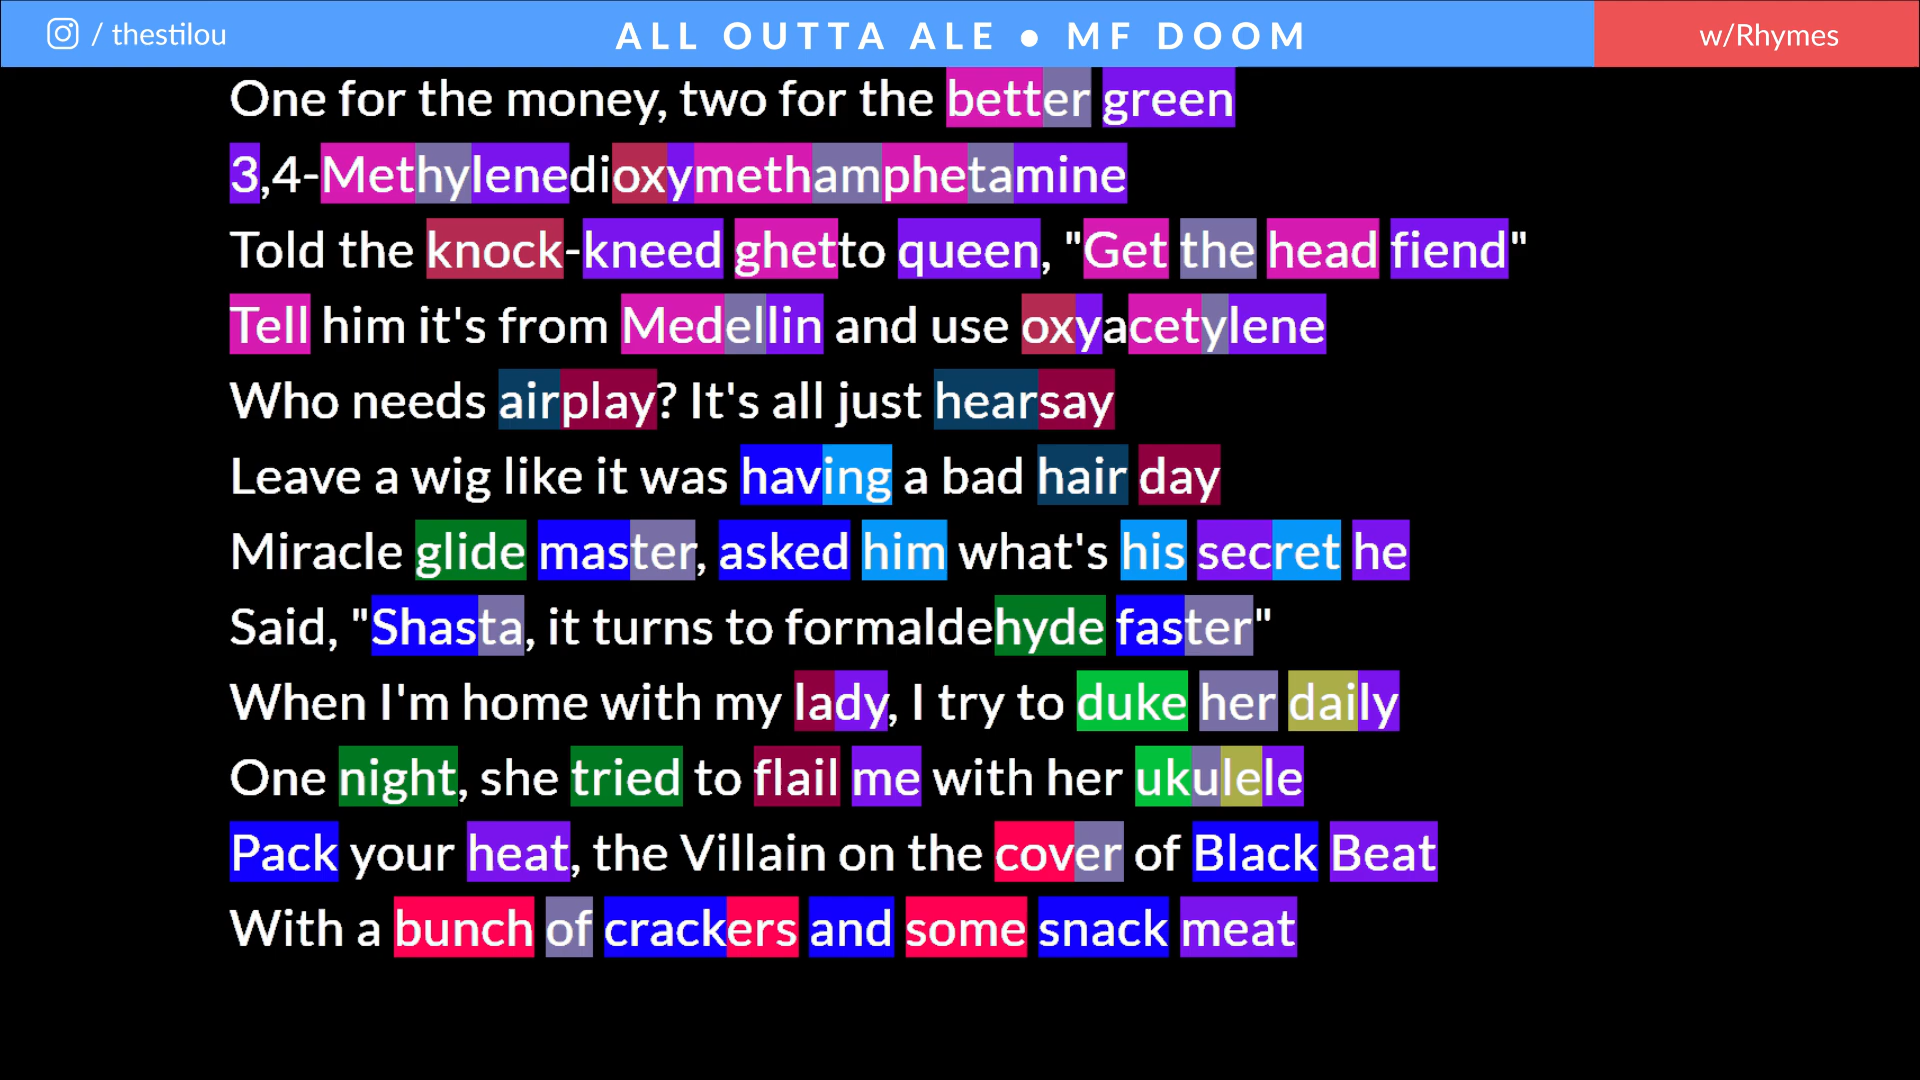 / thestilou
ALL OUTTA ALE • MF DOOM
w/Rhymes
One for the money, two for the better green
3,4-Methylenedioxymethamphetamine
Told the knock-kneed ghetto queen, "Get the head fiend"
Tell him it's from Medellin and use oxyacetylene
Who needs airplay? It's all just hearsay
Leave a wig like it was having a bad hair day
Miracle glide master, asked him what's his secret he
Said, "Shasta, it turns to formaldehyde faster"
When I'm home with my lady, I try to duke her daily
One night, she tried to flail me with her ukulele
Pack your heat, the Villain on the cover of Black Beat
With a bunch of crackers and some snack meat